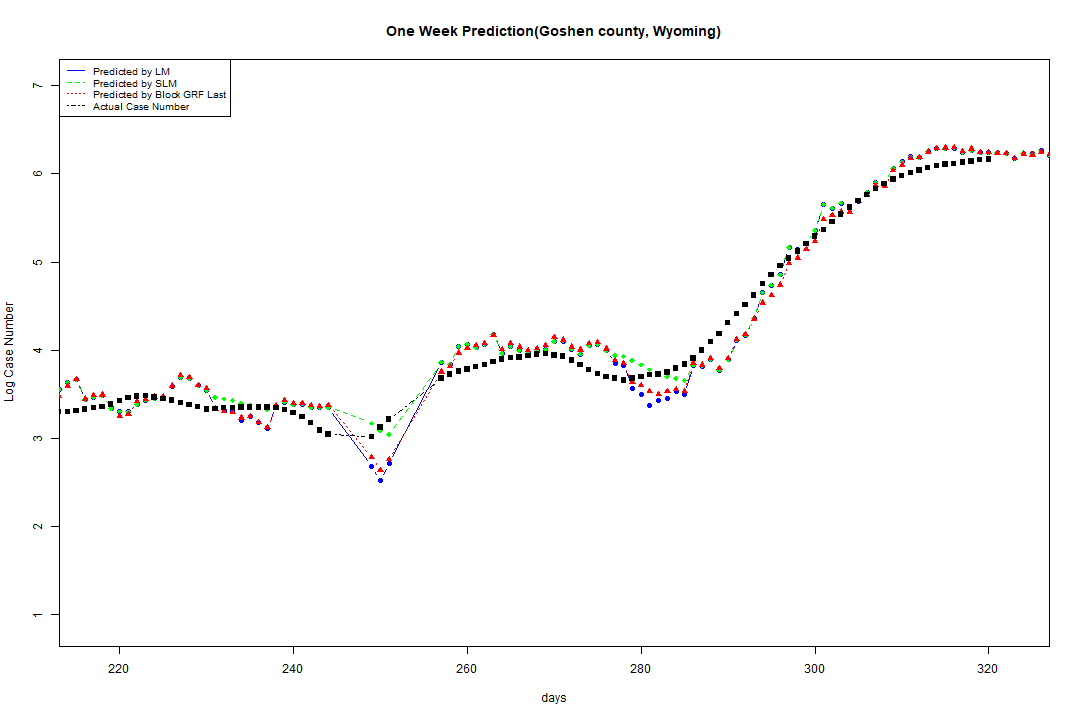 One Week Prediction(Goshen county, Wyoming)
Predicted by LM
Predicted by SLM
Predicted by Block GRF Last
Actual Case Number
7
6
5
4
3
2
1
Log Case Number
220 240 260 280 300 320
days